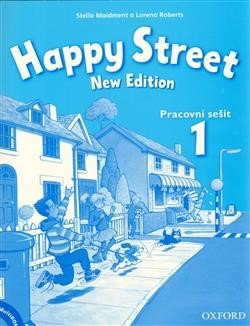 Stella Maidment a Lorena Roberts
Happy Street
New Edition
Pracovní sešit
1
OXFORD